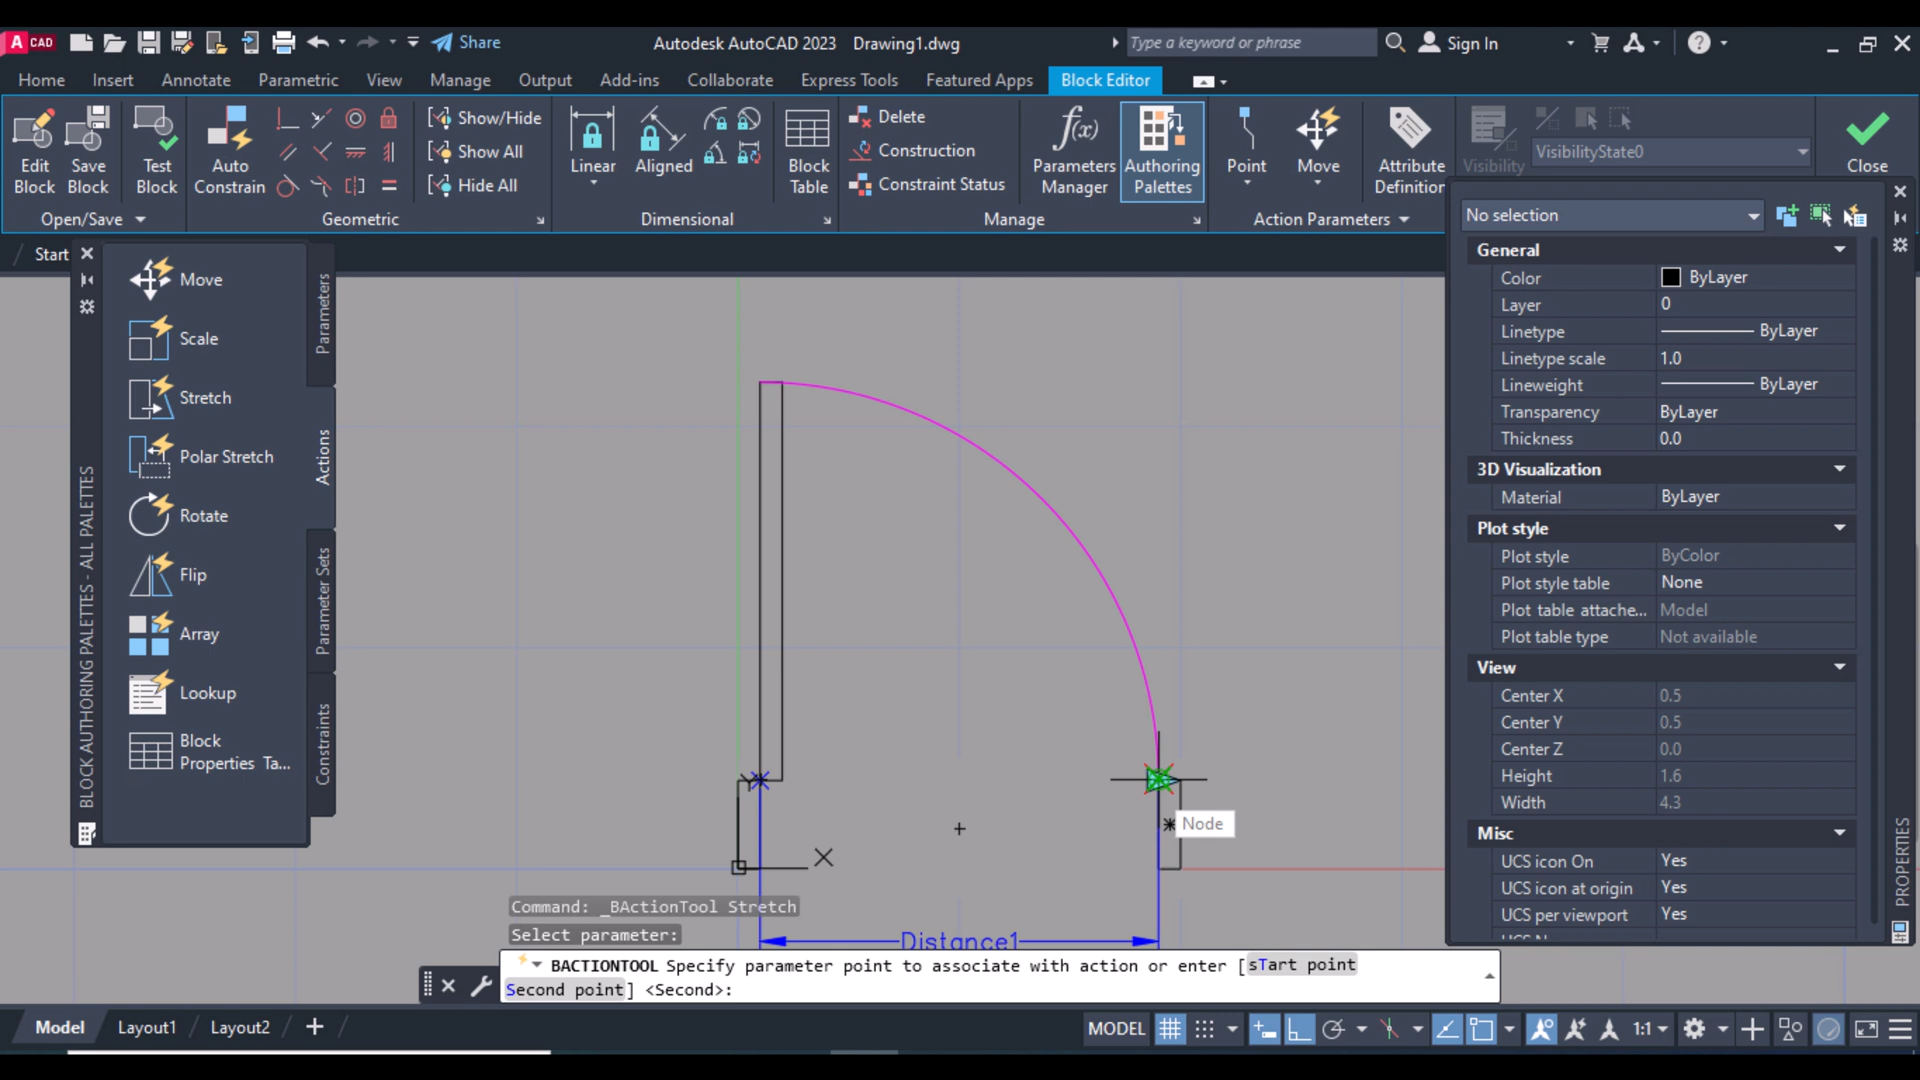 A CAD Share Autodesk AutoCAD 2023 Drawing1.dwg Type a keyword or phrase Sign In
Home Insert Annotate Parametric View Manage Output Add-ins Collaborate Express Tools Featured Apps Block Editor
Edit Block
Save Block
Test Block
Auto Constrain
Show/Hide
Show All
Hide All
Linear
Aligned
Block Table
Delete
Construction
Constraint Status
Parameters Manager
Authoring Palettes
Point
Move
Attribute Definition
Visibility
VisibilityState0
Close
Open/Save Geometric Dimensional Manage Action Parameters
Start
Move
Scale
Stretch
Polar Stretch
Rotate
Flip
Array
Lookup
Block
Properties Ta...
Parameters
Actions
Parameter Sets
Constraints
BLOCK AUTHORING PALETTES - ALL PALETTES
Y
X
Node
Distance1
No selection
General
Color ByLayer
Layer 0
Linetype ByLayer
Linetype scale 1.0
Lineweight ByLayer
Transparency ByLayer
Thickness 0.0
3D Visualization
Material ByLayer
Plot style
Plot style ByColor
Plot style table None
Plot table attache... Model
Plot table type Not available
View
Center X 0.5
Center Y 0.5
Center Z 0.0
Height 1.6
Width 4.3
Misc
UCS icon On Yes
UCS icon at origin Yes
UCS per viewport Yes
PROPERTIES
Command: _BActionTool Stretch
Select parameter:
BACTIONTOOL Specify parameter point to associate with action or enter [sTart point
Second point] <Second>:
Model Layout1 Layout2 + MODEL 1:1